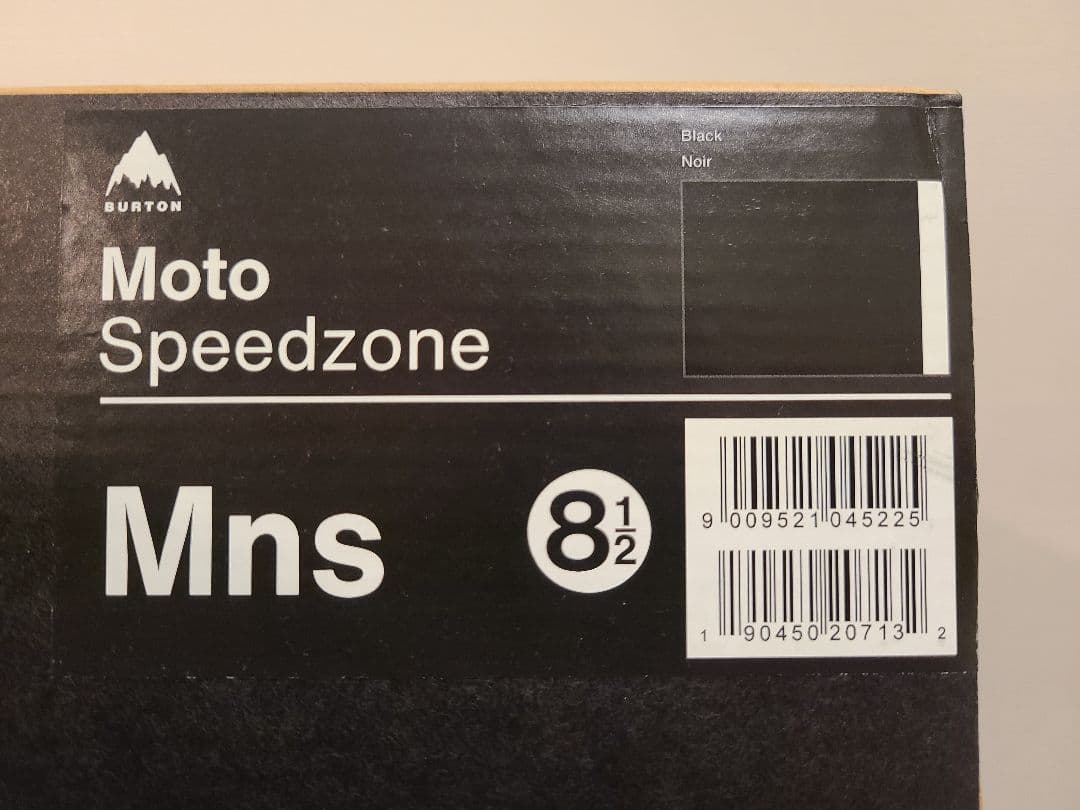 BURTON
Moto
Speedzone
Black
Noir
Mns
8½
9 009521 045225
1 90450 20713 2